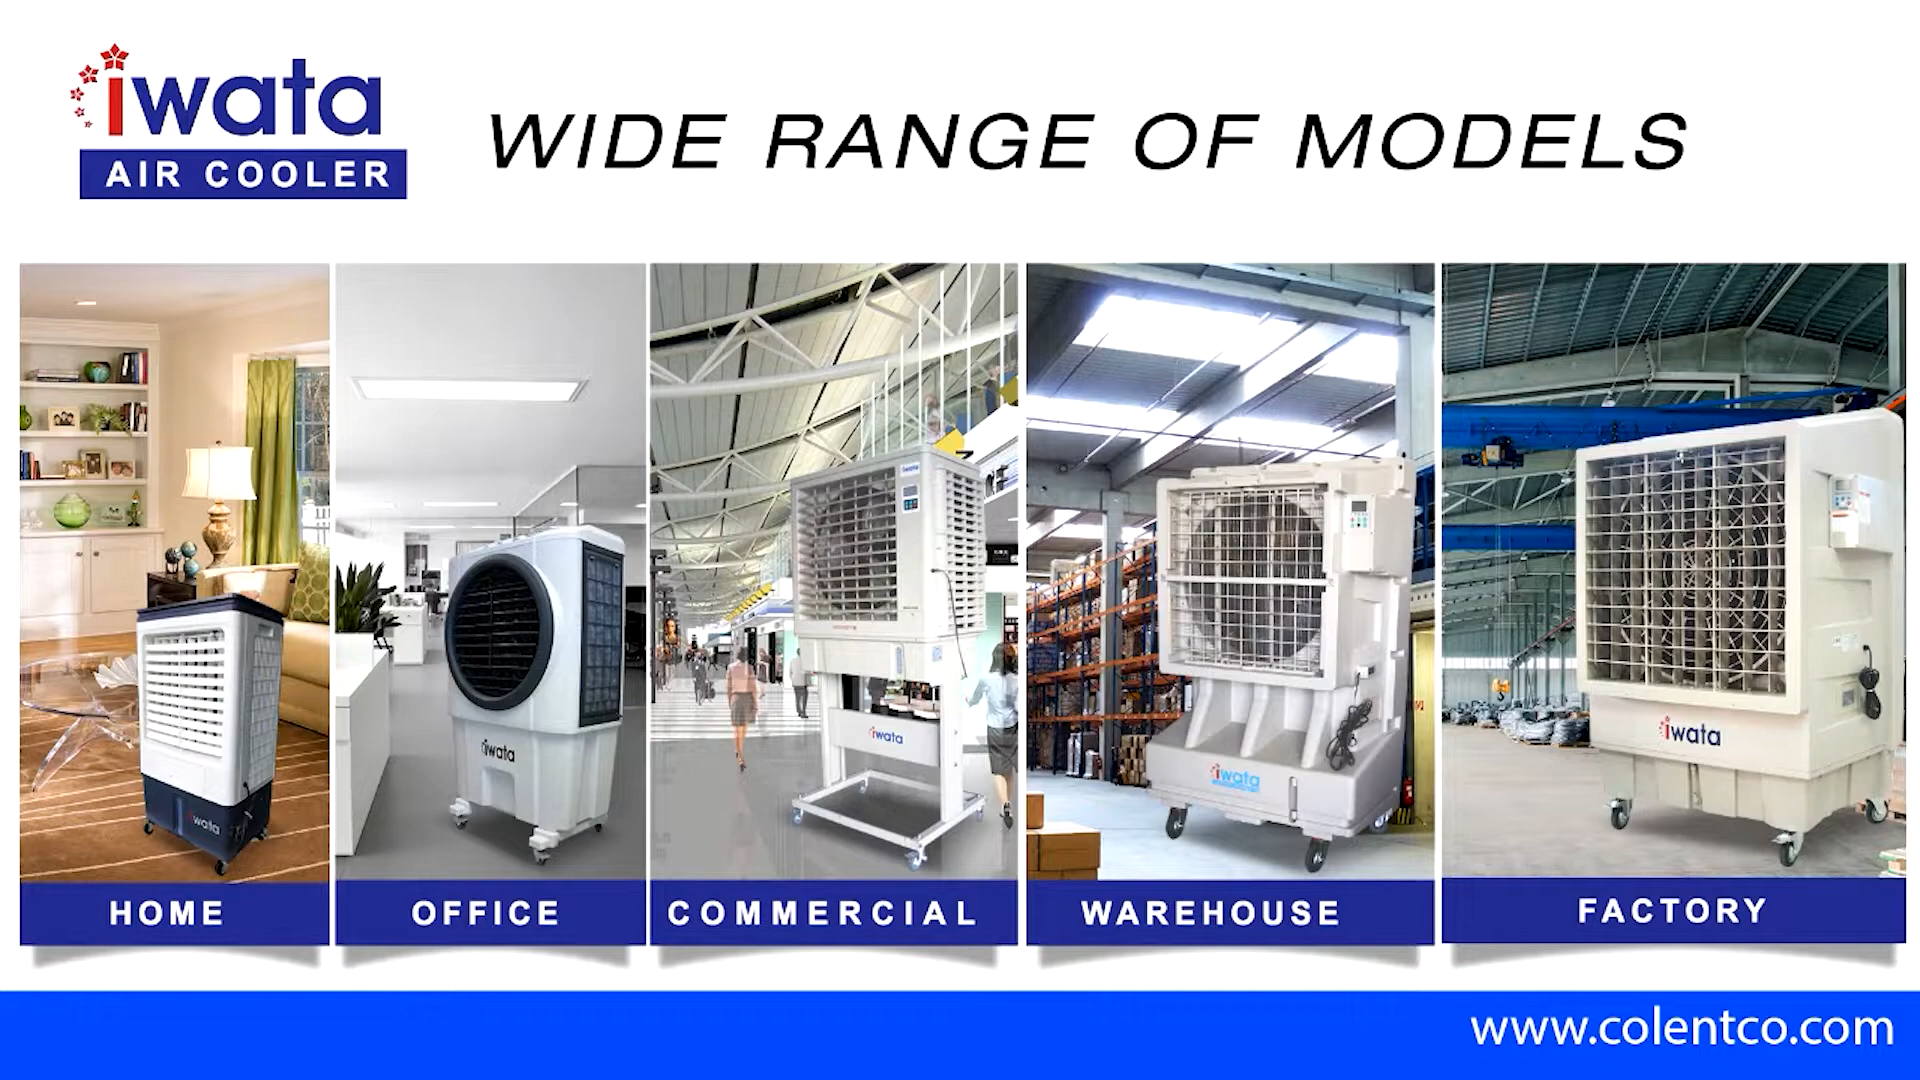 iwata
AIR COOLER
WIDE RANGE OF MODELS
iwata
iwata
iwata
iwata
iwata
iwata
HOME
OFFICE
COMMERCIAL
WAREHOUSE
FACTORY
www.colentco.com